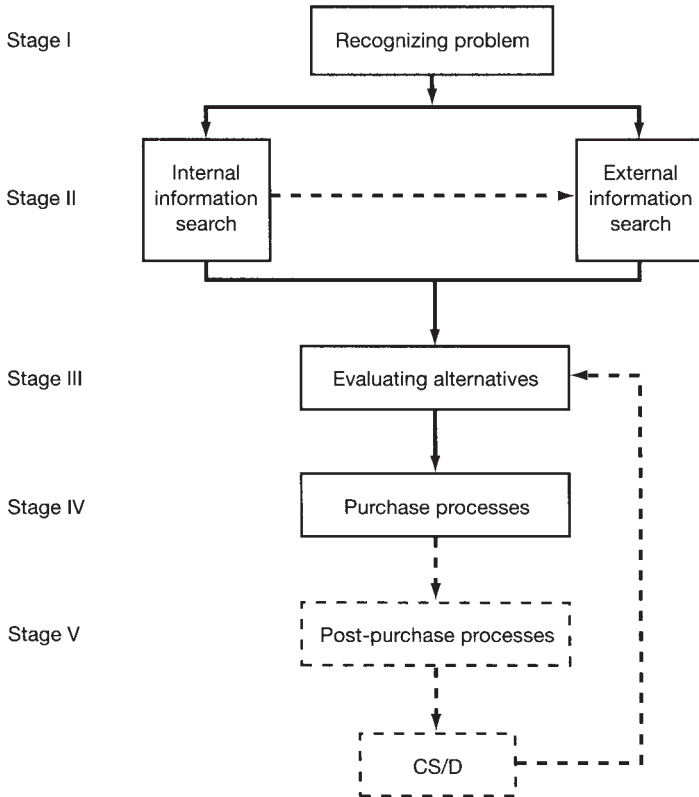 Stage I
Recognizing problem
Stage II
Internal
information
search
External
information
search
Stage III
Evaluating alternatives
Stage IV
Purchase processes
Stage V
Post-purchase processes
CS/D